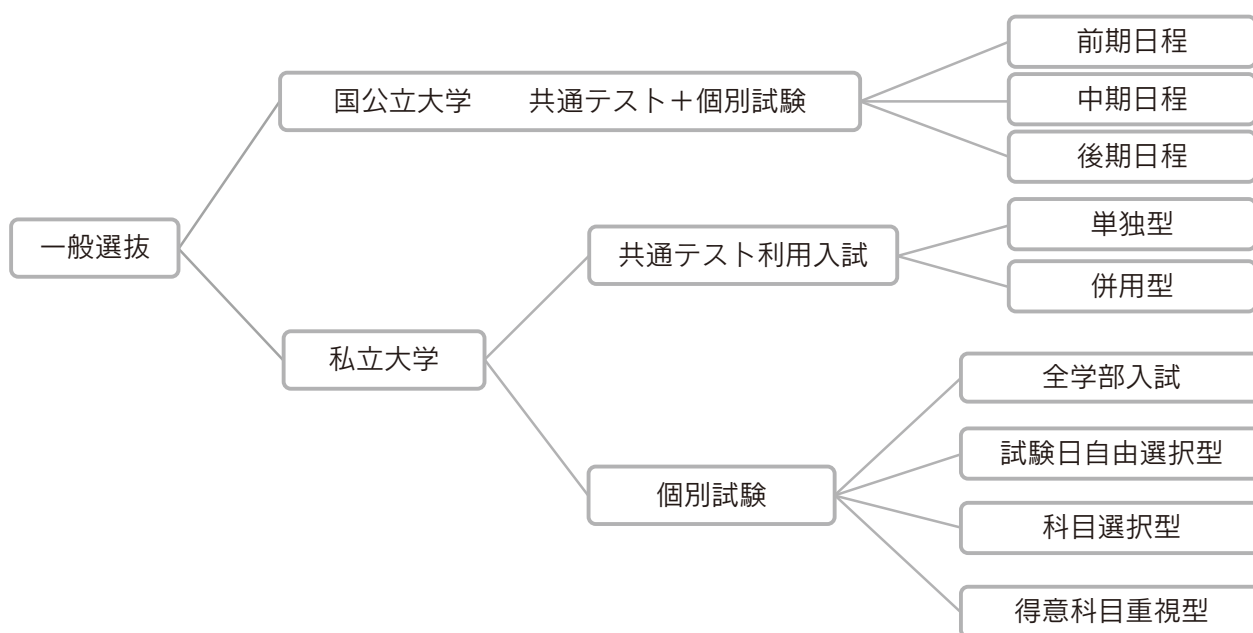 前期日程
国公立大学　　共通テスト＋個別試験
中期日程
後期日程
単独型
一般選抜
共通テスト利用入試
併用型
私立大学
全学部入試
試験日自由選択型
個別試験
科目選択型
得意科目重視型